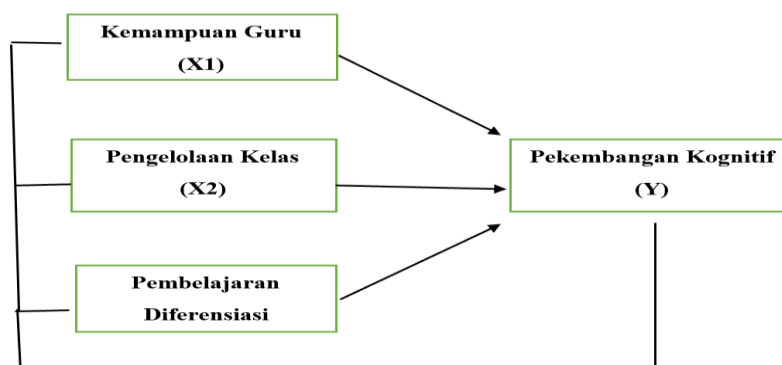 Kemampuan Guru
(X1)
Pengelolaan Kelas
(X2)
Pekembangan Kognitif
(Y)
Pembelajaran
Diferensiasi